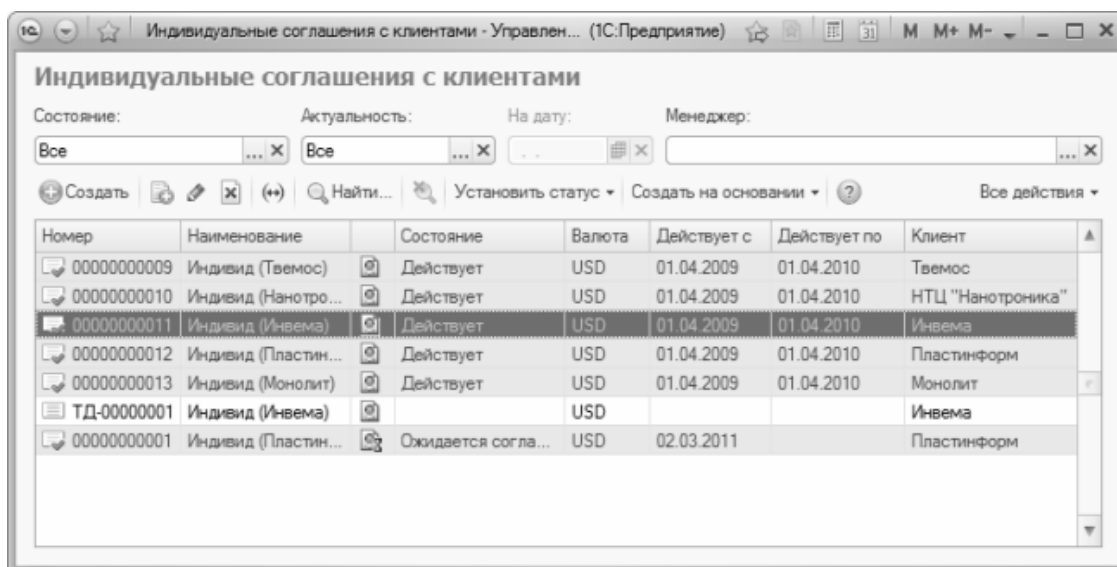 1С Индивидуальные соглашения с клиентами - Управлен... (1С:Предприятие) 31 M M+ M-
Индивидуальные соглашения с клиентами
Состояние: Актуальность: На дату: Менеджер:
Все ... Все ... . . ...
Создать Найти... Установить статус Создать на основании ? Все действия
Номер Наименование Состояние Валюта Действует с Действует по Клиент
00000000009 Индивид (Твемос) Действует USD 01.04.2009 01.04.2010 Твемос
00000000010 Индивид (Нанотро... Действует USD 01.04.2009 01.04.2010 НТЦ "Нанотроника"
00000000011 Индивид (Инвема) Действует USD 01.04.2009 01.04.2010 Инвема
00000000012 Индивид (Пластин... Действует USD 01.04.2009 01.04.2010 Пластинформ
00000000013 Индивид (Монолит) Действует USD 01.04.2009 01.04.2010 Монолит
ТД-00000001 Индивид (Инвема) USD Инвема
00000000001 Индивид (Пластин... Ожидается согла... USD 02.03.2011 Пластинформ